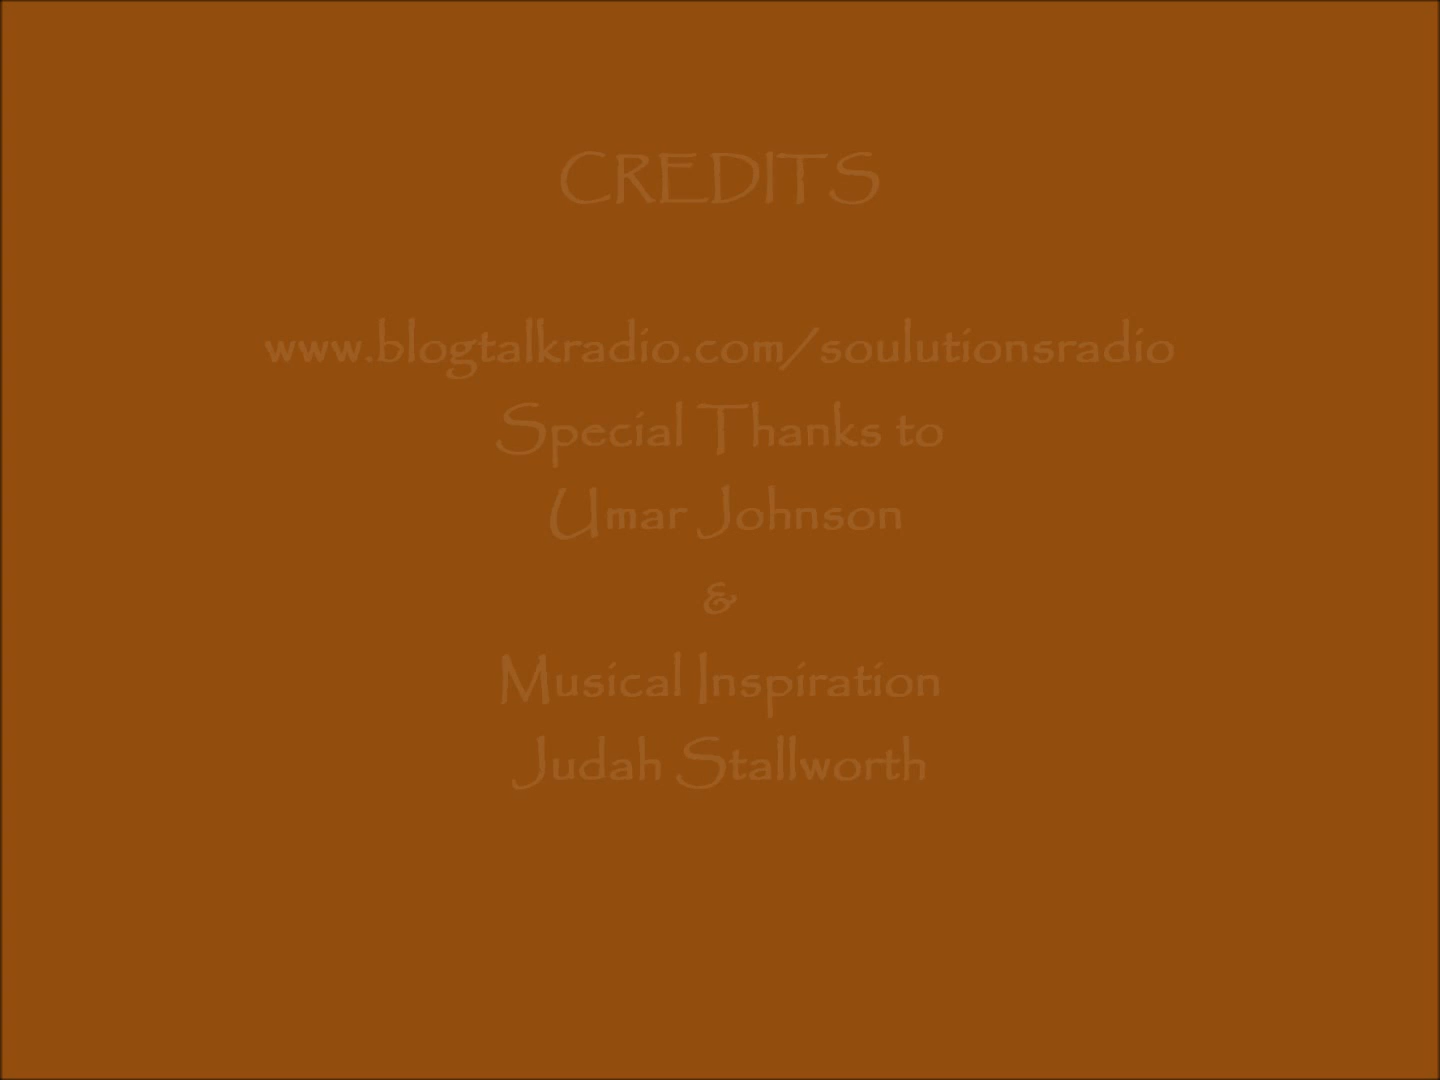 CREDITS
www.blogtalkradio.com/soulutionsradio
Special Thanks to
Umar Johnson
&
Musical Inspiration
Judah Stallworth